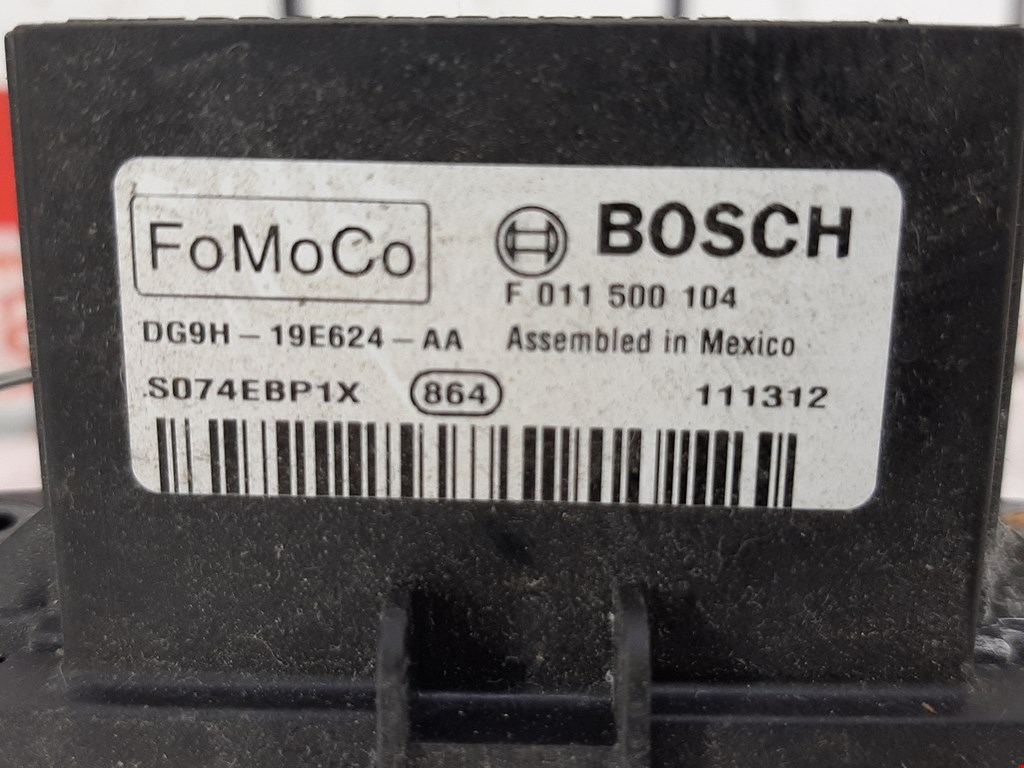 FoMoCo
BOSCH
F 011 500 104
DG9H - 19E624 - AA
Assembled in Mexico
S074EBP1X 864 111312